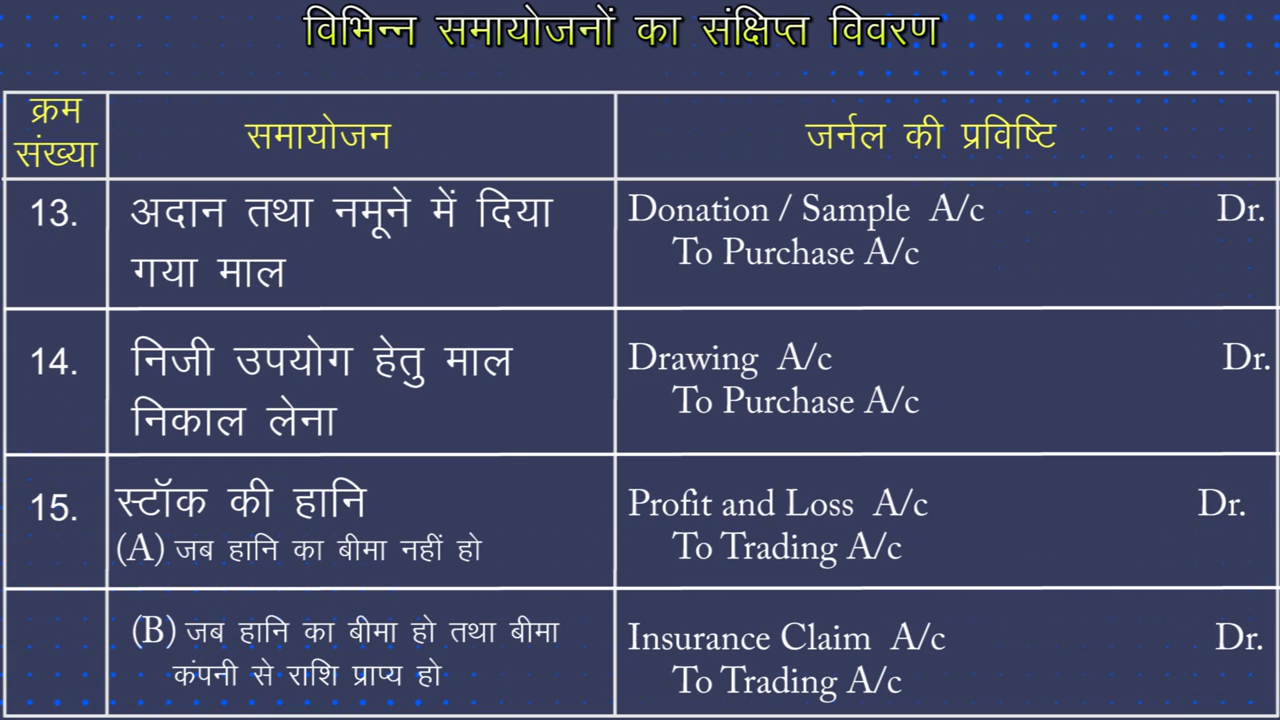 विभिन्न समायोजनों का संक्षिप्त विवरण
क्रम
संख्या
समायोजन
जर्नल की प्रविष्टि
13.
अदान तथा नमूने में दिया
गया माल
Donation / Sample A/c Dr.
To Purchase A/c
14.
निजी उपयोग हेतु माल
निकाल लेना
Drawing A/c Dr.
To Purchase A/c
15.
स्टॉक की हानि
(A) जब हानि का बीमा नहीं हो
Profit and Loss A/c Dr.
To Trading A/c
(B) जब हानि का बीमा हो तथा बीमा
कंपनी से राशि प्राप्य हो
Insurance Claim A/c Dr.
To Trading A/c